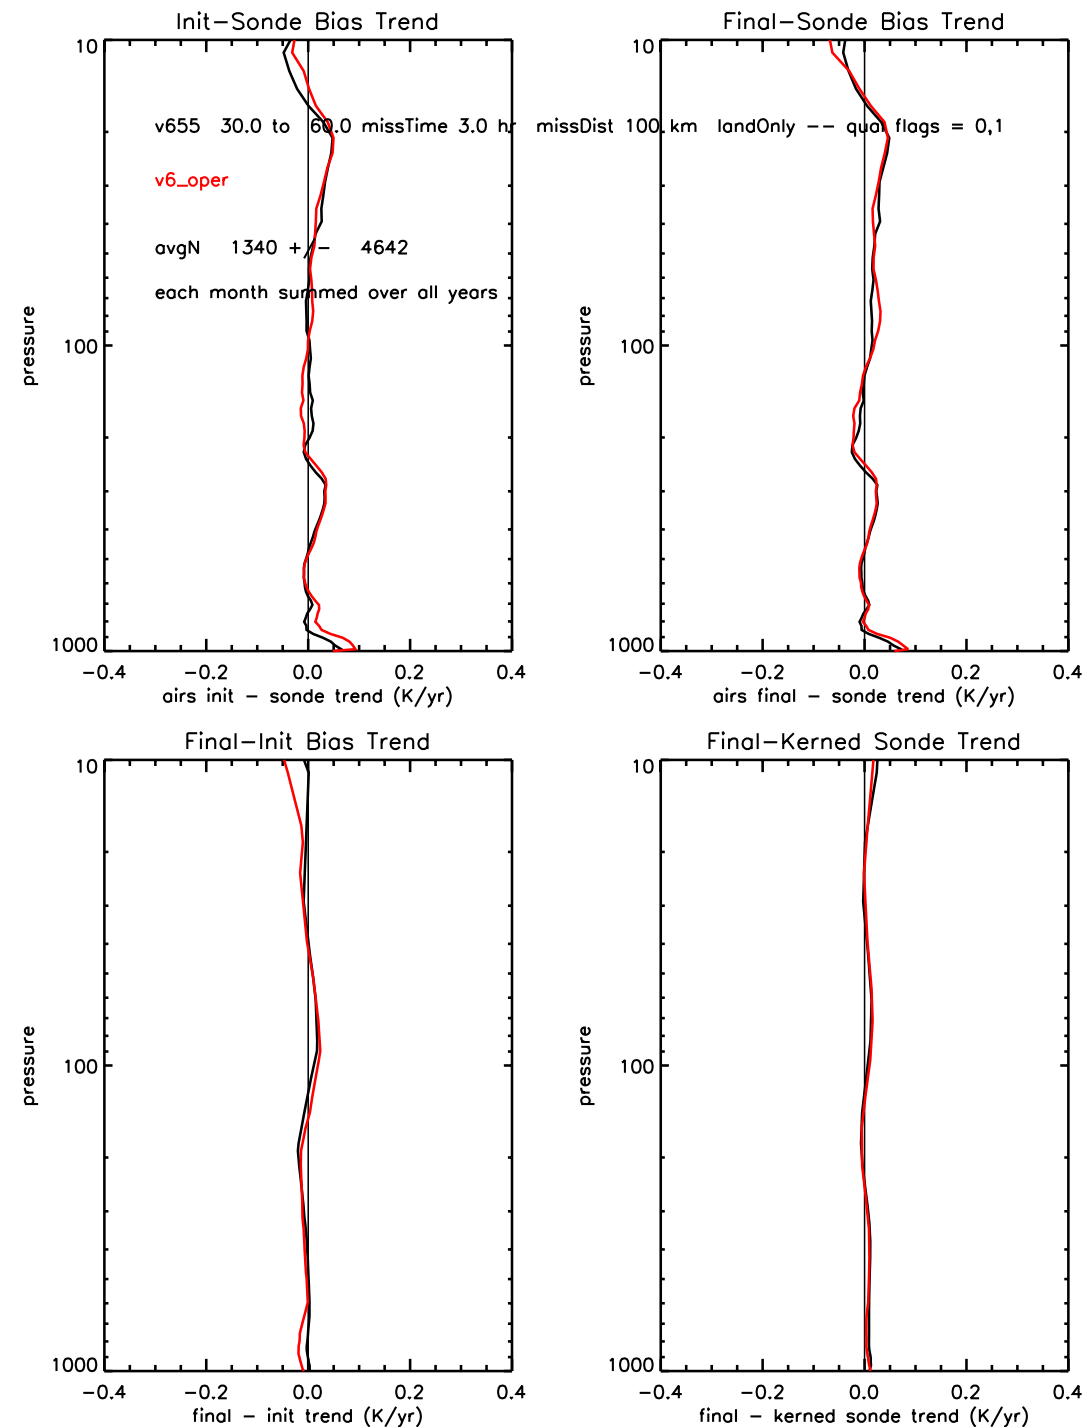 Init−Sonde Bias Trend
Final−Sonde Bias Trend
10
10
v655 30.0 to 60.0 missTime 3.0 hr missDist 100 km landOnly −− qual flags = 0,1
v6_oper
avgN 1340 + − 4642
each month summed over all years
pressure
pressure
100
100
1000
1000
−0.4 −0.2 0.0 0.2 0.4
−0.4 −0.2 0.0 0.2 0.4
airs init − sonde trend (K/yr)
airs final − sonde trend (K/yr)
Final−Init Bias Trend
Final−Kerned Sonde Trend
10
10
pressure
pressure
100
100
1000
1000
−0.4 −0.2 0.0 0.2 0.4
−0.4 −0.2 0.0 0.2 0.4
final − init trend (K/yr)
final − kerned sonde trend (K/yr)